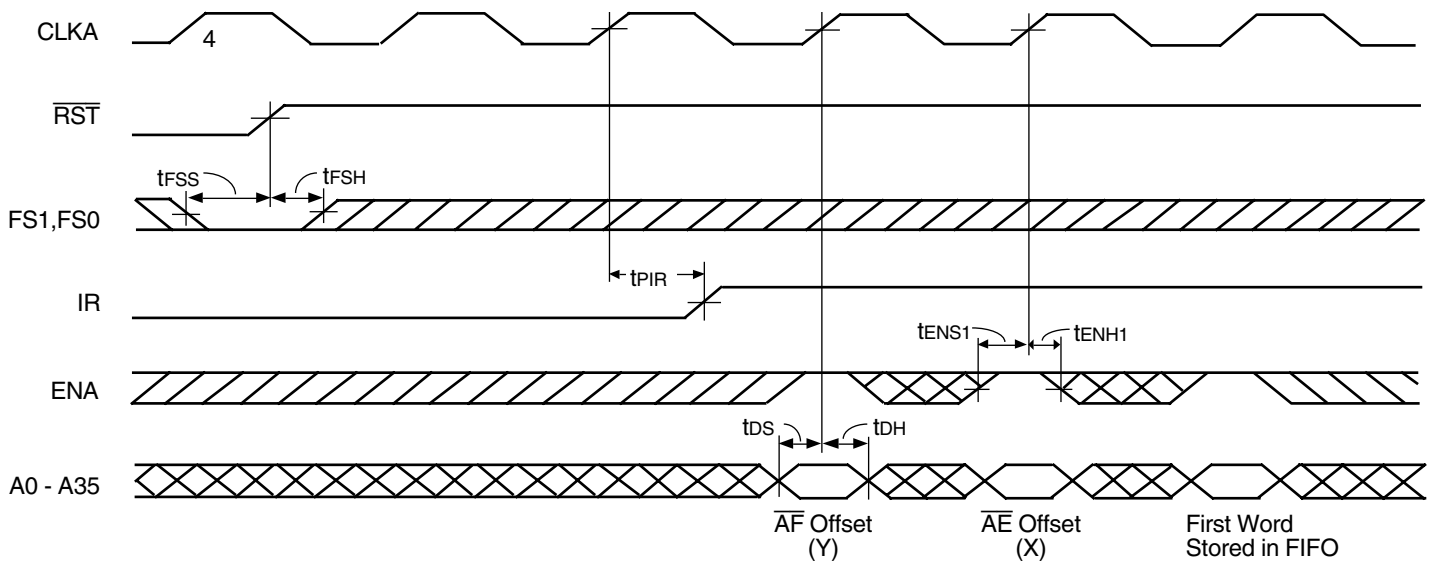 CLKA
4
RST
tFSS
tFSH
FS1,FS0
tPIR
IR
tENS1
tENH1
ENA
tDS
tDH
A0 - A35
AF Offset
(Y)
AE Offset
(X)
First Word
Stored in FIFO